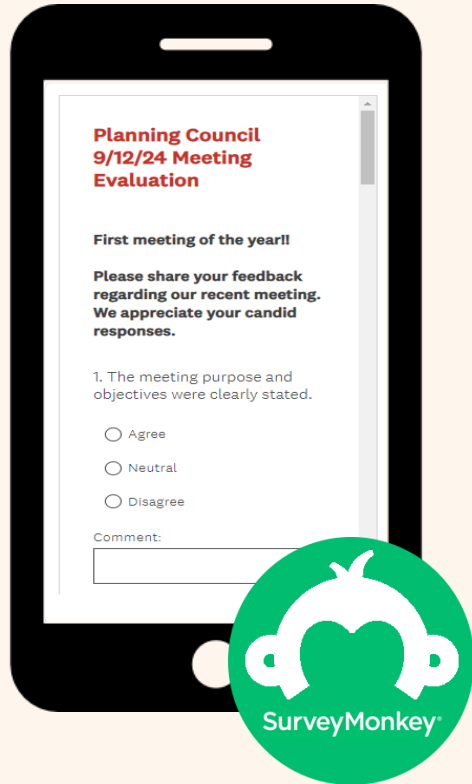 Planning Council
9/12/24 Meeting
Evaluation
First meeting of the year!!
Please share your feedback
regarding our recent meeting.
We appreciate your candid
responses.
1. The meeting purpose and
objectives were clearly stated.
Agree
Neutral
Disagree
Comment:
SurveyMonkey®